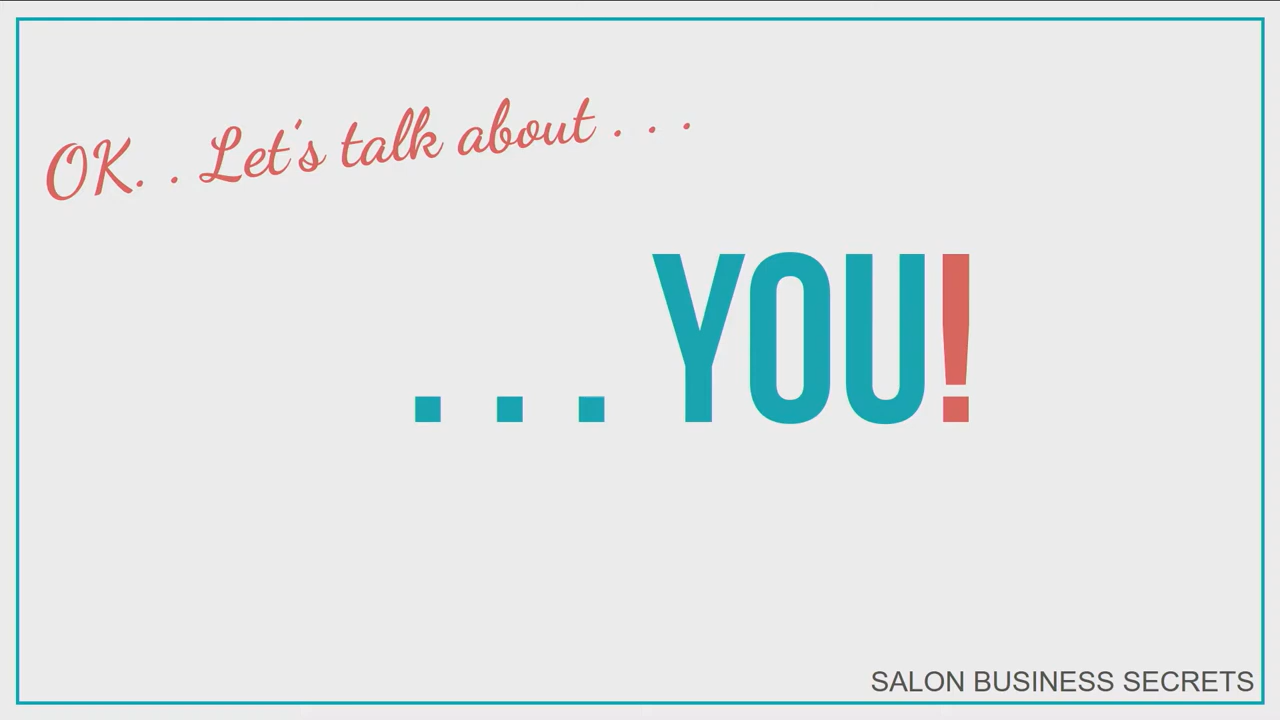 OK. . Let's talk about . . .
. . . YOU!
SALON BUSINESS SECRETS